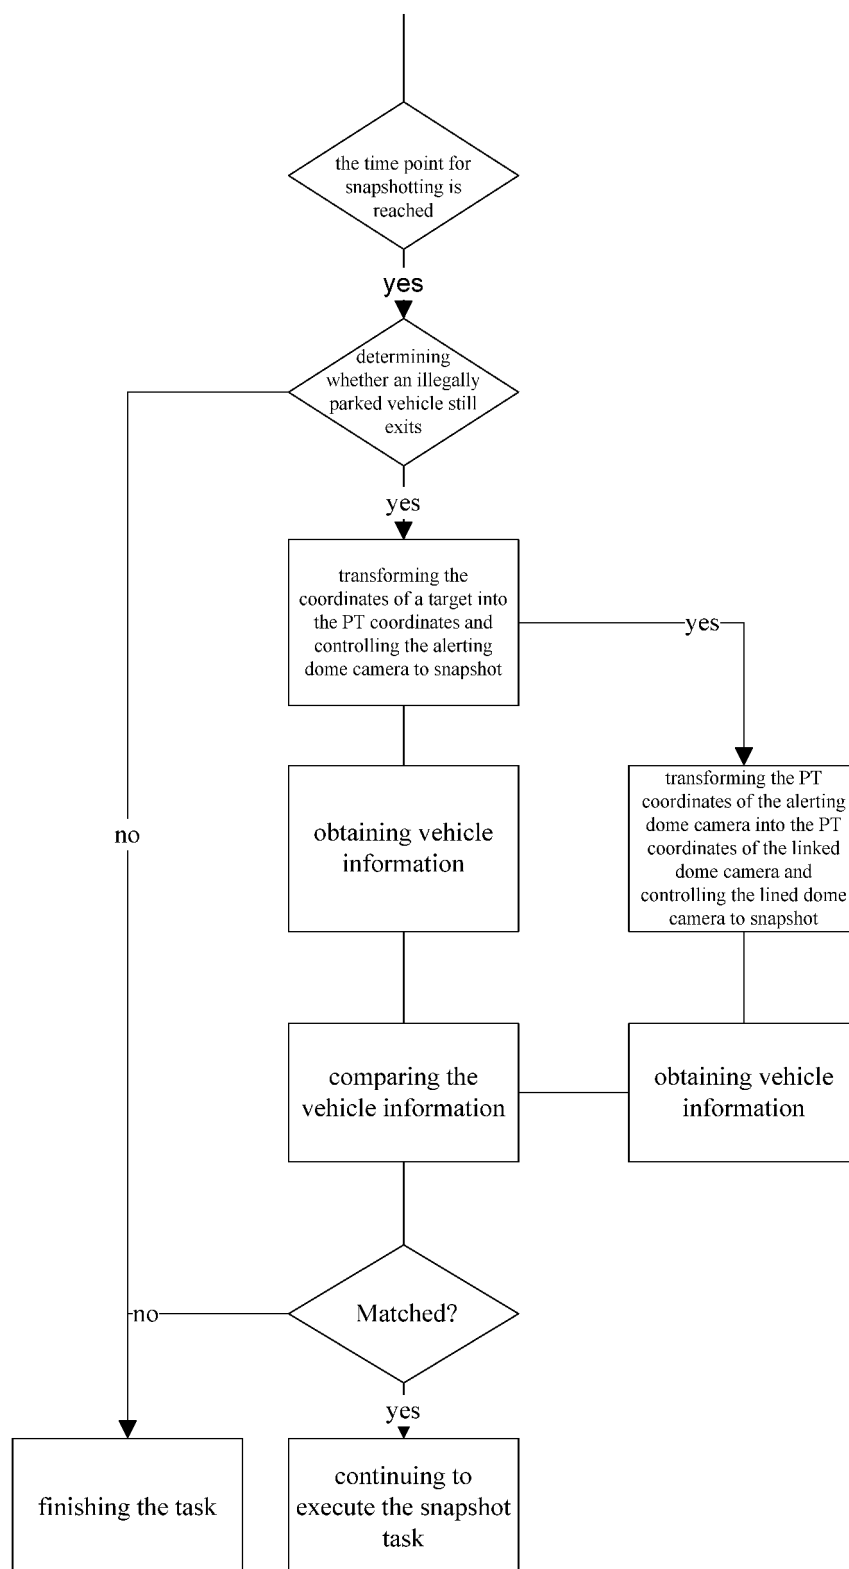 the time point for
snapshotting is
reached
yes
determining
whether an illegally
parked vehicle still
exits
yes
transforming the
coordinates of a target into
the PT coordinates and
controlling the alerting
dome camera to snapshot
yes
transforming the PT
coordinates of the alerting
dome camera into the PT
coordinates of the linked
dome camera and
controlling the lined dome
camera to snapshot
no
obtaining vehicle
information
comparing the
vehicle information
obtaining vehicle
information
Matched?
no
yes
finishing the task
continuing to
execute the snapshot
task